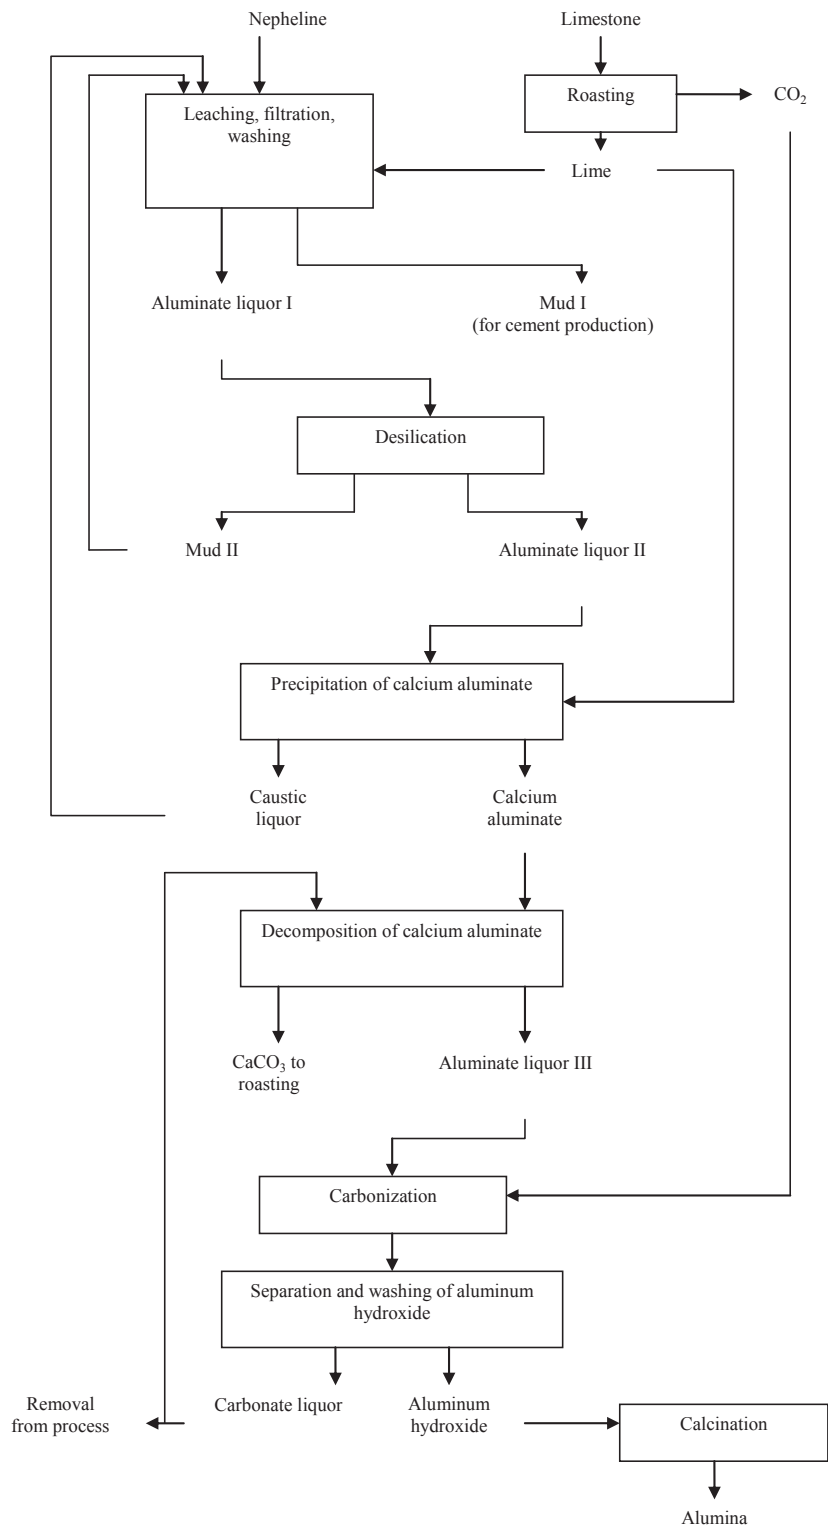 Nepheline
Limestone
Leaching, filtration,
washing
Roasting
CO₂
Lime
Aluminate liquor I
Mud I
(for cement production)
Desilication
Mud II
Aluminate liquor II
Precipitation of calcium aluminate
Caustic
liquor
Calcium
aluminate
Decomposition of calcium aluminate
CaCO₃ to
roasting
Aluminate liquor III
Carbonization
Separation and washing of aluminum
hydroxide
Removal
from process
Carbonate liquor
Aluminum
hydroxide
Calcination
Alumina